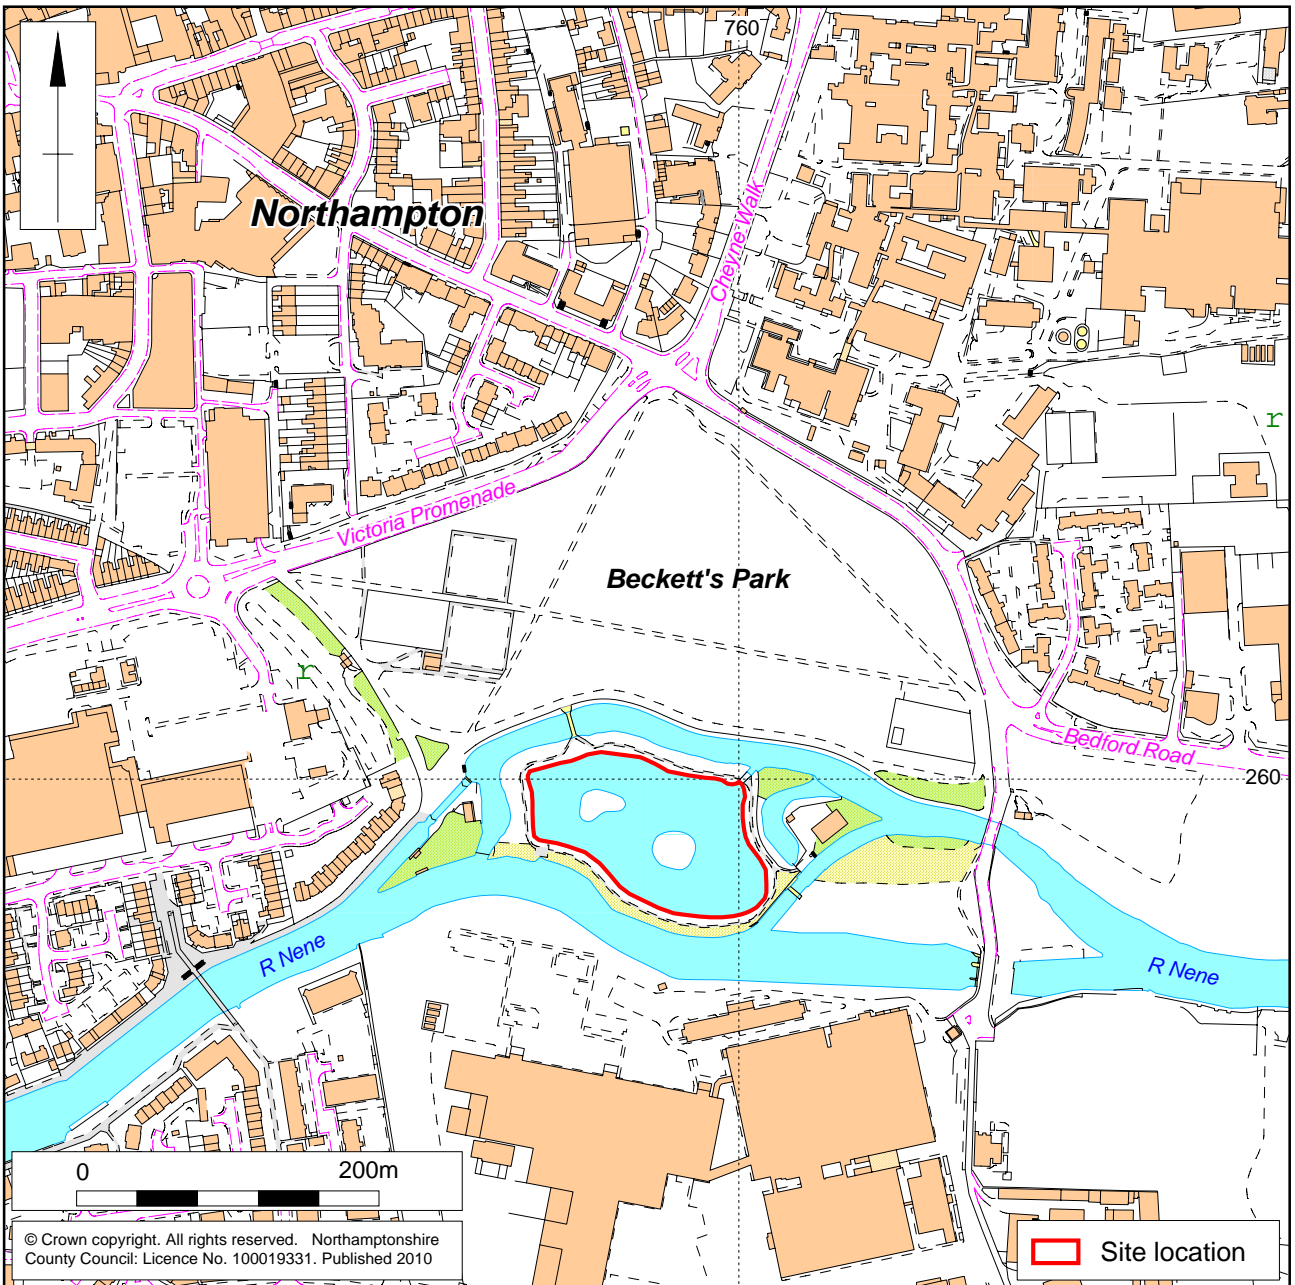 760
Northampton
Cheyne Walk
r
Victoria Promenade
Beckett's Park
r
Bedford Road
260
R Nene
R Nene
0 200m
© Crown copyright. All rights reserved. Northamptonshire
County Council: Licence No. 100019331. Published 2010
Site location